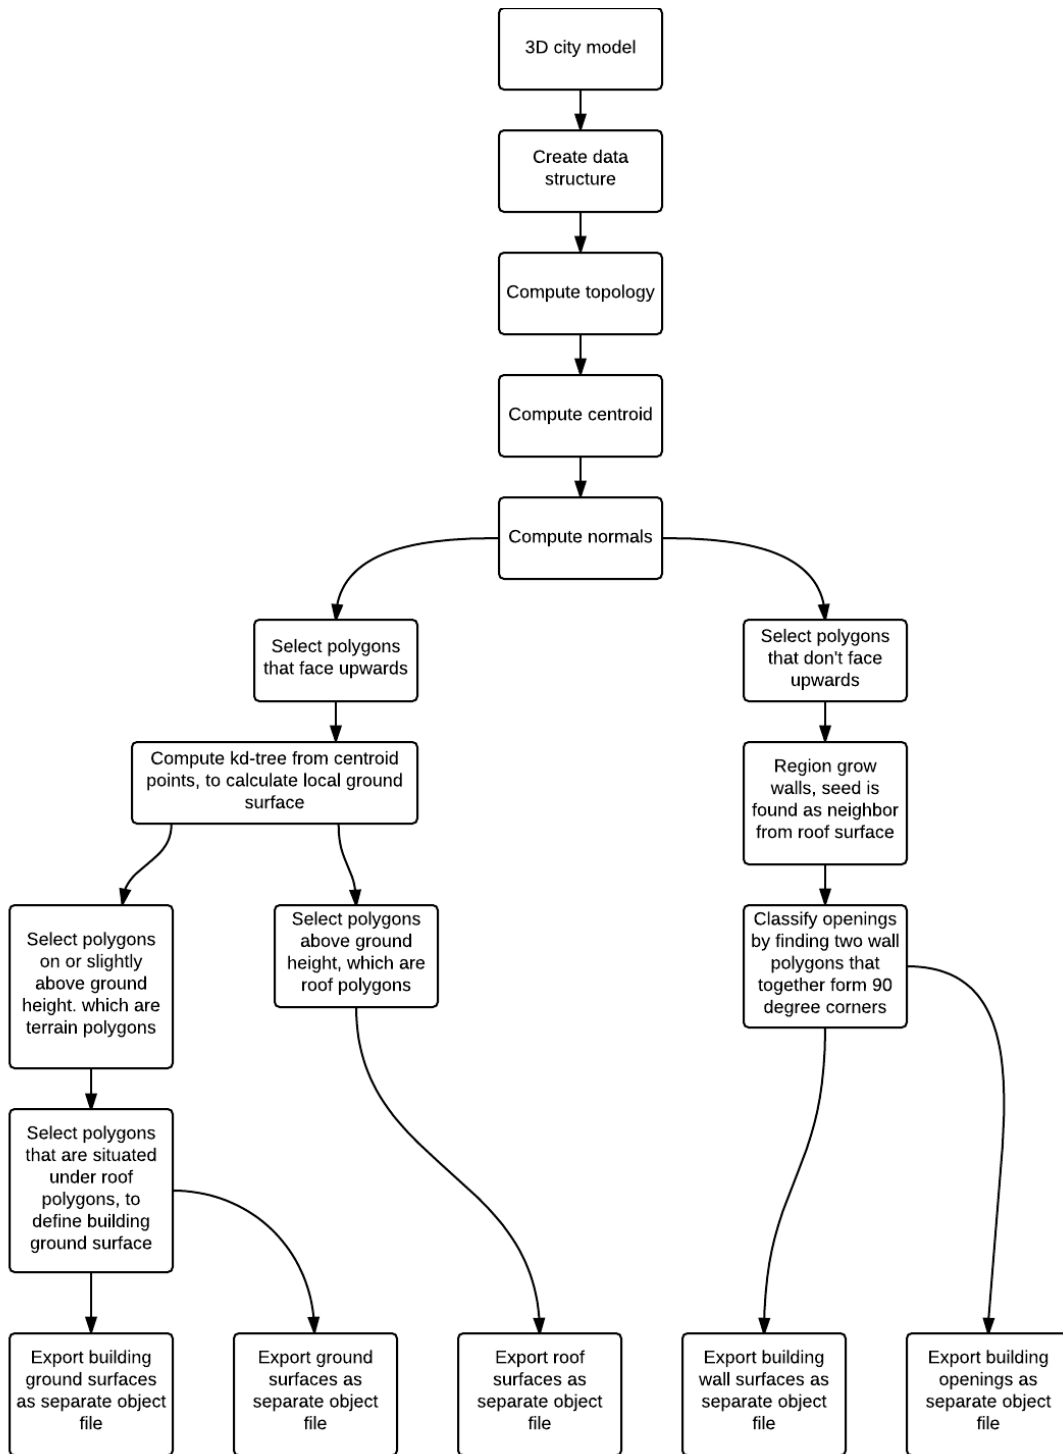 3D city model
Create data
structure
Compute topology
Compute centroid
Compute normals
Select polygons
that face upwards
Select polygons
that don't face
upwards
Compute kd-tree from centroid
points, to calculate local ground
surface
Region grow
walls, seed is
found as neighbor
from roof surface
Select polygons
on or slightly
above ground
height. which are
terrain polygons
Select polygons
above ground
height, which are
roof polygons
Classify openings
by finding two wall
polygons that
together form 90
degree corners
Select polygons
that are situated
under roof
polygons, to
define building
ground surface
Export building
ground surfaces
as separate object
file
Export ground
surfaces as
separate object
file
Export roof
surfaces as
separate object
file
Export building
wall surfaces as
separate object
file
Export building
openings as
separate object
file